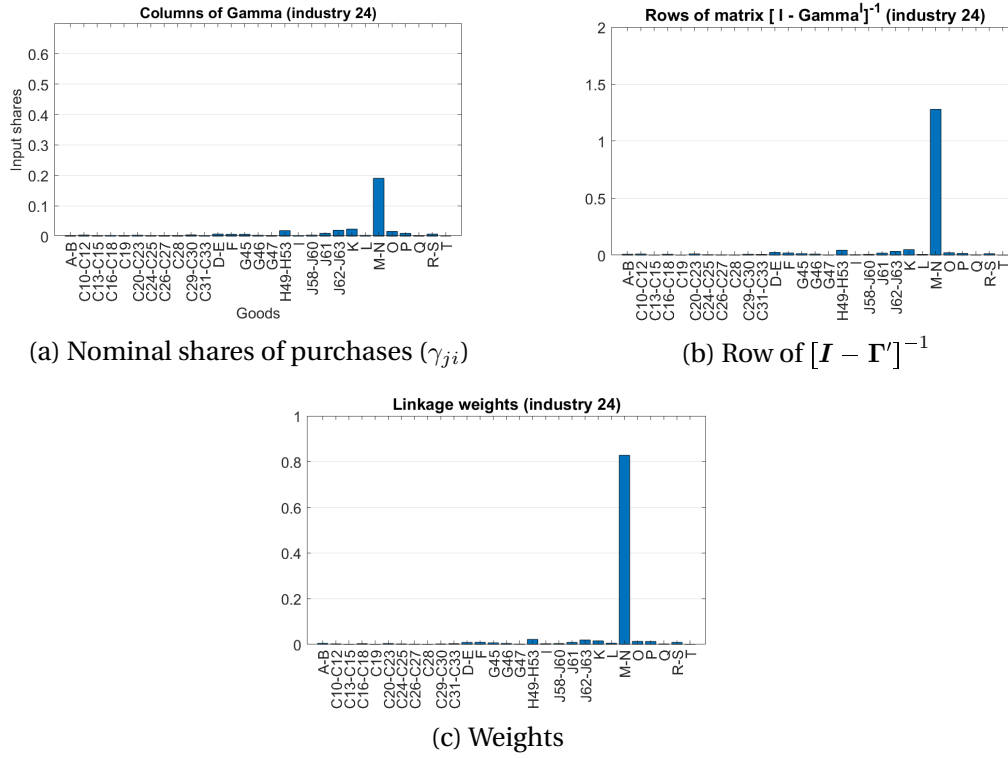 Columns of Gamma (industry 24)
Input shares
0.6
0.5
0.4
0.3
0.2
0.1
0
A-B
C10-C12
C13-C15
C16-C18
C19
C20-C23
C24-C25
C26-C27
C28
C29-C30
C31-C33
D-E
F
G45
G46
G47
H49-H53
I
J58-J60
J61
J62-J63
K
L
M-N
O
P
Q
R-S
T
Goods
(a) Nominal shares of purchases (γji)
Rows of matrix [ I - Gamma^I]^-1 (industry 24)
2
1.5
1
0.5
0
A-B
C10-C12
C13-C15
C16-C18
C19
C20-C23
C24-C25
C26-C27
C28
C29-C30
C31-C33
D-E
F
G45
G46
G47
H49-H53
I
J58-J60
J61
J62-J63
K
L
M-N
O
P
Q
R-S
T
(b) Row of [I − Γ′]^−1
Linkage weights (industry 24)
1
0.8
0.6
0.4
0.2
0
A-B
C10-C12
C13-C15
C16-C18
C19
C20-C23
C24-C25
C26-C27
C28
C29-C30
C31-C33
D-E
F
G45
G46
G47
H49-H53
I
J58-J60
J61
J62-J63
K
L
M-N
O
P
Q
R-S
T
(c) Weights